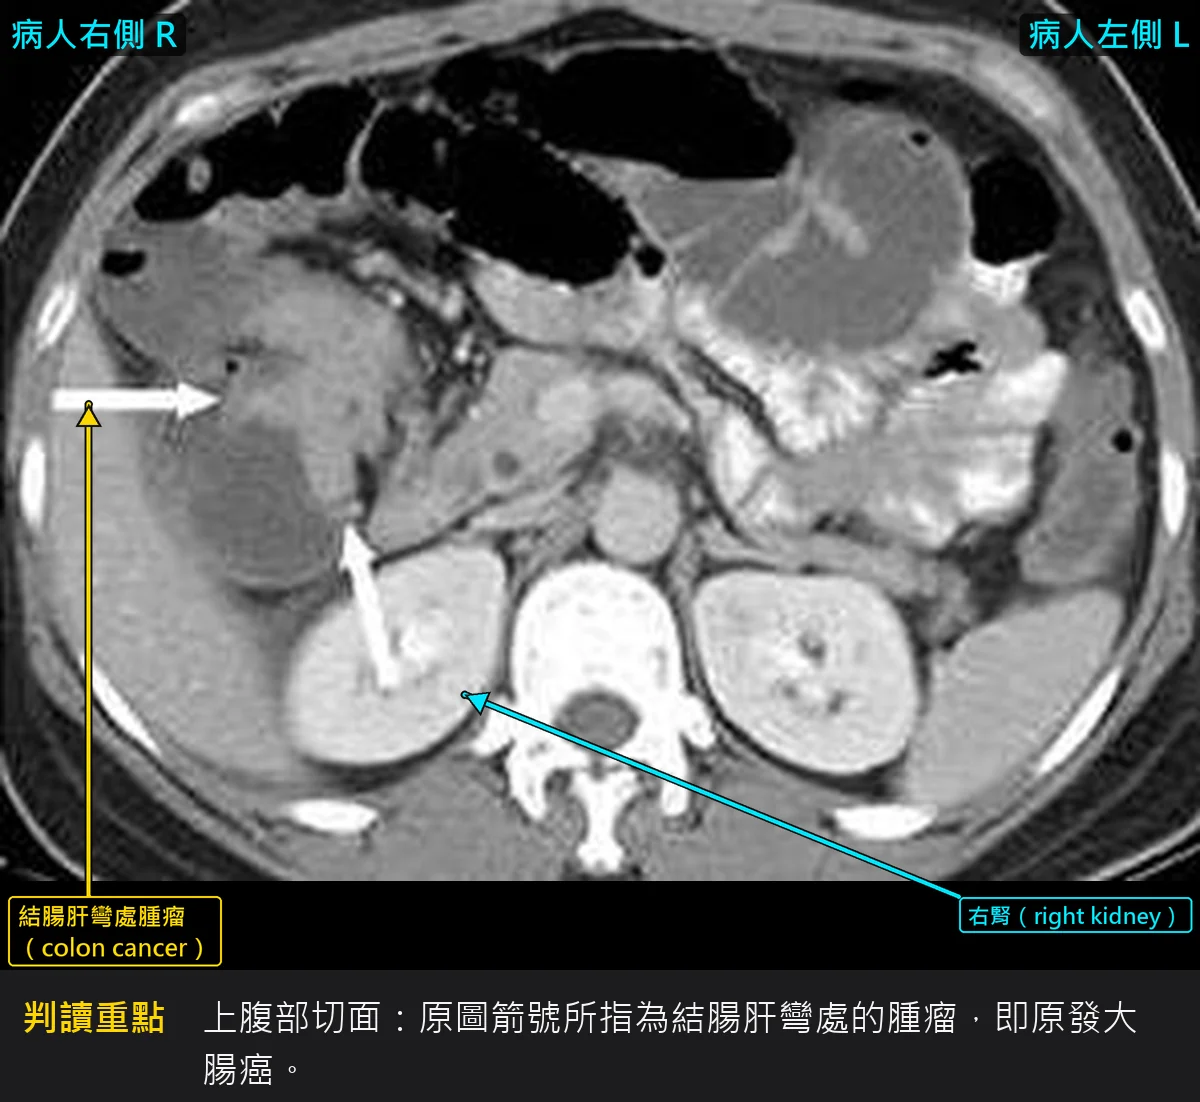 病人右側 R
病人左側 L
結腸肝彎處腫瘤
（colon cancer）
右腎（right kidney）
判讀重點
上腹部切面：原圖箭號所指為結腸肝彎處的腫瘤，即原發大
腸癌。